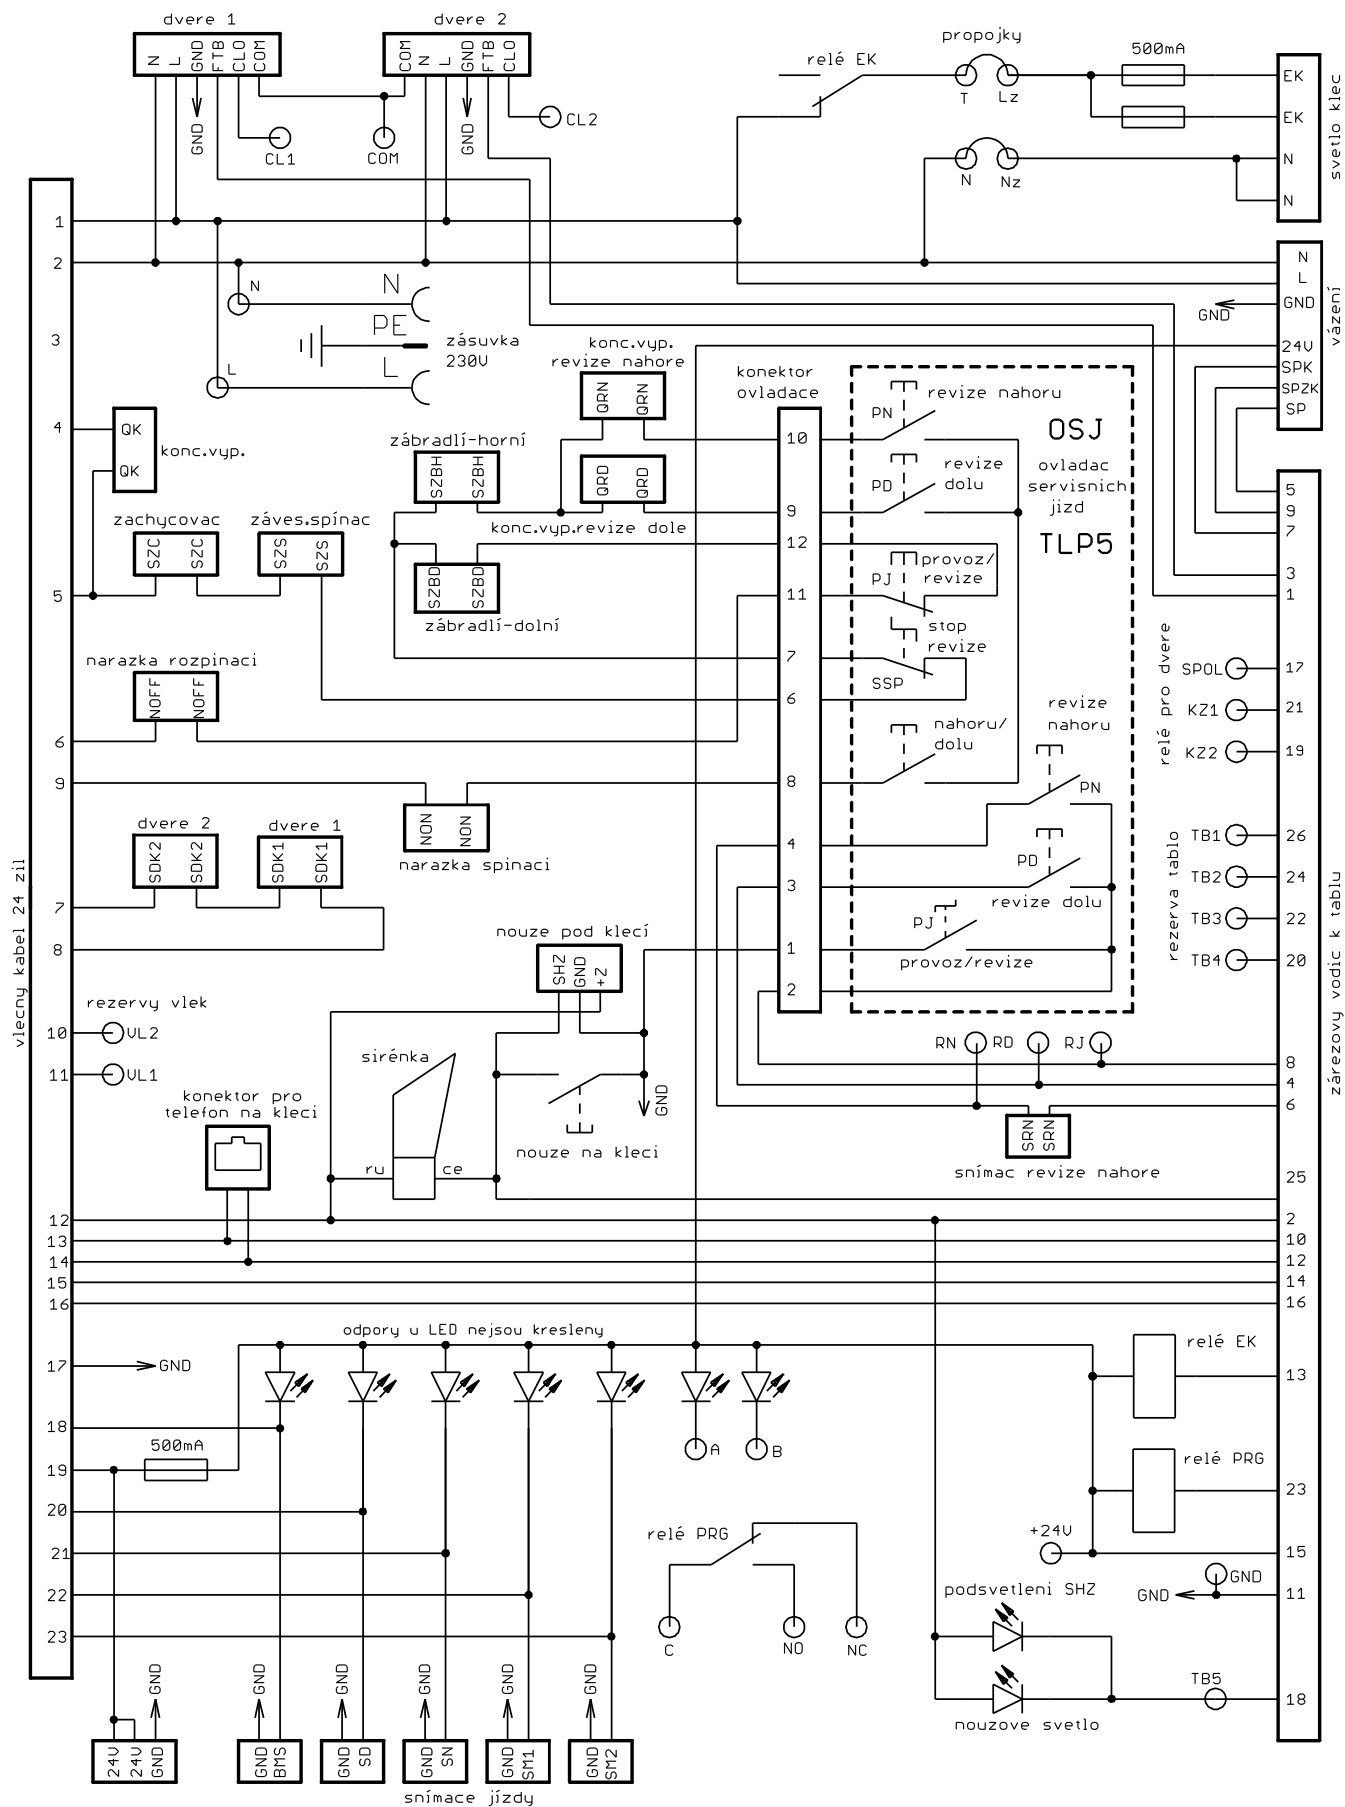 dvere 1
dvere 2
N L GND FTB CLO COM
COM N L GND FTB CLO
GND
CL1
COM
GND
CL2
relé EK
propojky
T Lz
500mA
EK
EK
N
N
svetlo klec
N Nz
1
2
3
4
5
6
9
7
8
10
11
12
13
14
15
16
17
18
19
20
21
22
23
vlecny kabel 24 zil
N
L
N
PE
L
zásuvka
230V
N
L
GND
GND
24V
SPK
SPZK
SP
vázení
QK
QK
konc.vyp.
zachycovac
SZC SZC
záves.spínac
SZS SZS
zábradlí-horní
SZBH SZBH
konc.vyp.
revize nahore
QRN QRN
QRD QRD
konc.vyp.revize dole
SZBD SZBD
zábradlí-dolní
narazka rozpinaci
NOFF NOFF
NON NON
narazka spinaci
dvere 2
SDK2 SDK2
dvere 1
SDK1 SDK1
konektor
ovladace
10
9
12
11
7
6
8
4
3
1
2
revize nahoru
PN
OSJ
ovladac
servisnich
jizd
TLP5
revize
dolu
PD
provoz/
revize
PJ
stop
revize
SSP
nahoru/
dolu
revize
nahoru
PN
PD
revize dolu
PJ
provoz/revize
5
9
7
3
1
17
21
19
26
24
22
20
8
4
6
25
2
10
12
14
16
13
23
15
11
18
zárezovy vodic k tablu
relé pro dvere
SPOL
KZ1
KZ2
rezerva tablo
TB1
TB2
TB3
TB4
rezervy vlek
VL2
VL1
konektor pro
telefon na kleci
sirénka
ru
ce
nouze pod klecí
SHZ GND +Z
GND
nouze na kleci
RN
RD
RJ
SRN SRN
snímac revize nahore
odpory u LED nejsou kresleny
GND
500mA
A
B
relé EK
relé PRG
+24V
GND
GND
relé PRG
C
NO
NC
podsvetleni SHZ
nouzove svetlo
TB5
GND
GND
GND
GND
GND
GND
24V 24V GND
GND BMS
GND SD
GND SN
GND SM1
GND SM2
snímace jízdy